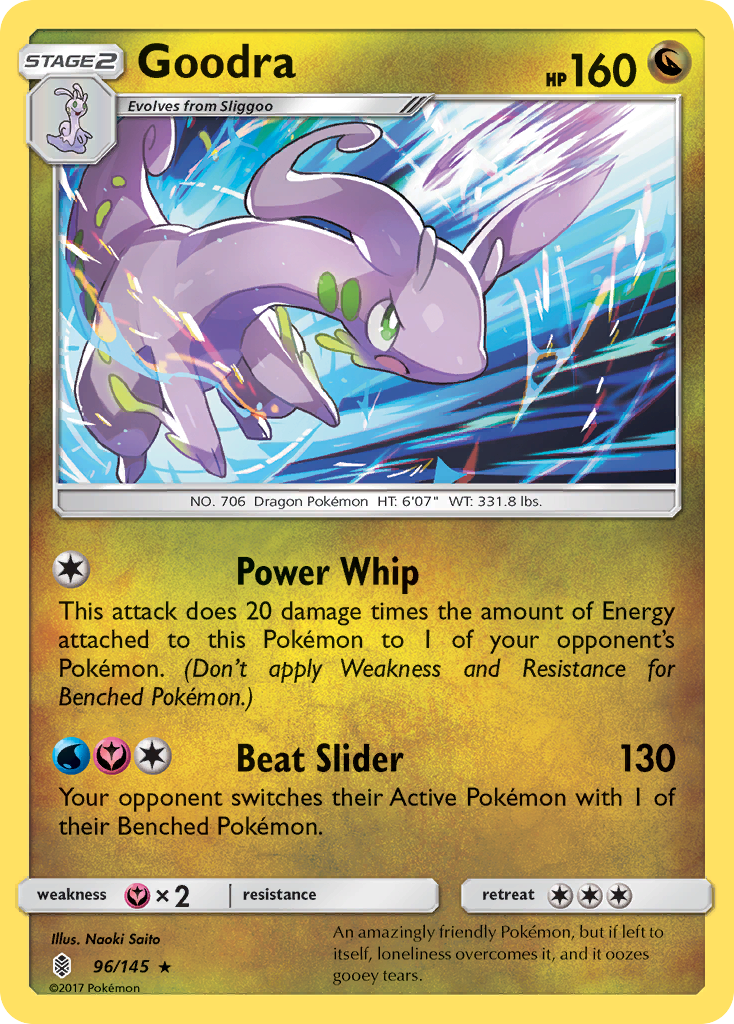 STAGE2
Goodra
HP 160
Evolves from Sliggoo
NO. 706 Dragon Pokémon HT: 6'07" WT: 331.8 lbs.
Power Whip
This attack does 20 damage times the amount of Energy
attached to this Pokémon to 1 of your opponent's
Pokémon. (Don't apply Weakness and Resistance for
Benched Pokémon.)
Beat Slider 130
Your opponent switches their Active Pokémon with 1 of
their Benched Pokémon.
weakness ×2 resistance retreat
Illus. Naoki Saito
96/145 ★
©2017 Pokémon
An amazingly friendly Pokémon, but if left to
itself, loneliness overcomes it, and it oozes
gooey tears.